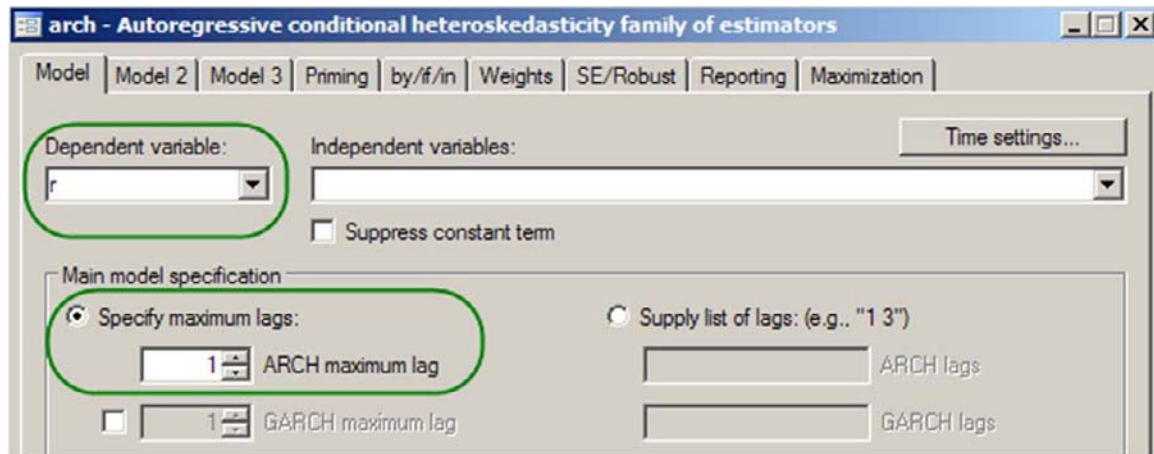 arch - Autoregressive conditional heteroskedasticity family of estimators
Model Model 2 Model 3 Priming by/if/in Weights SE/Robust Reporting Maximization
Dependent variable: Independent variables: Time settings...
r
Suppress constant term
Main model specification
Specify maximum lags: Supply list of lags: (e.g., "1 3")
1 ARCH maximum lag ARCH lags
1 GARCH maximum lag GARCH lags